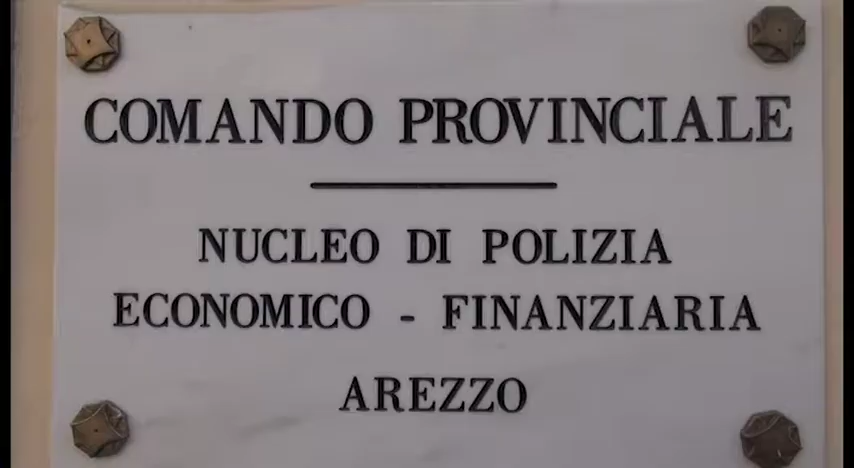 COMANDO PROVINCIALE
NUCLEO DI POLIZIA
ECONOMICO - FINANZIARIA
AREZZO